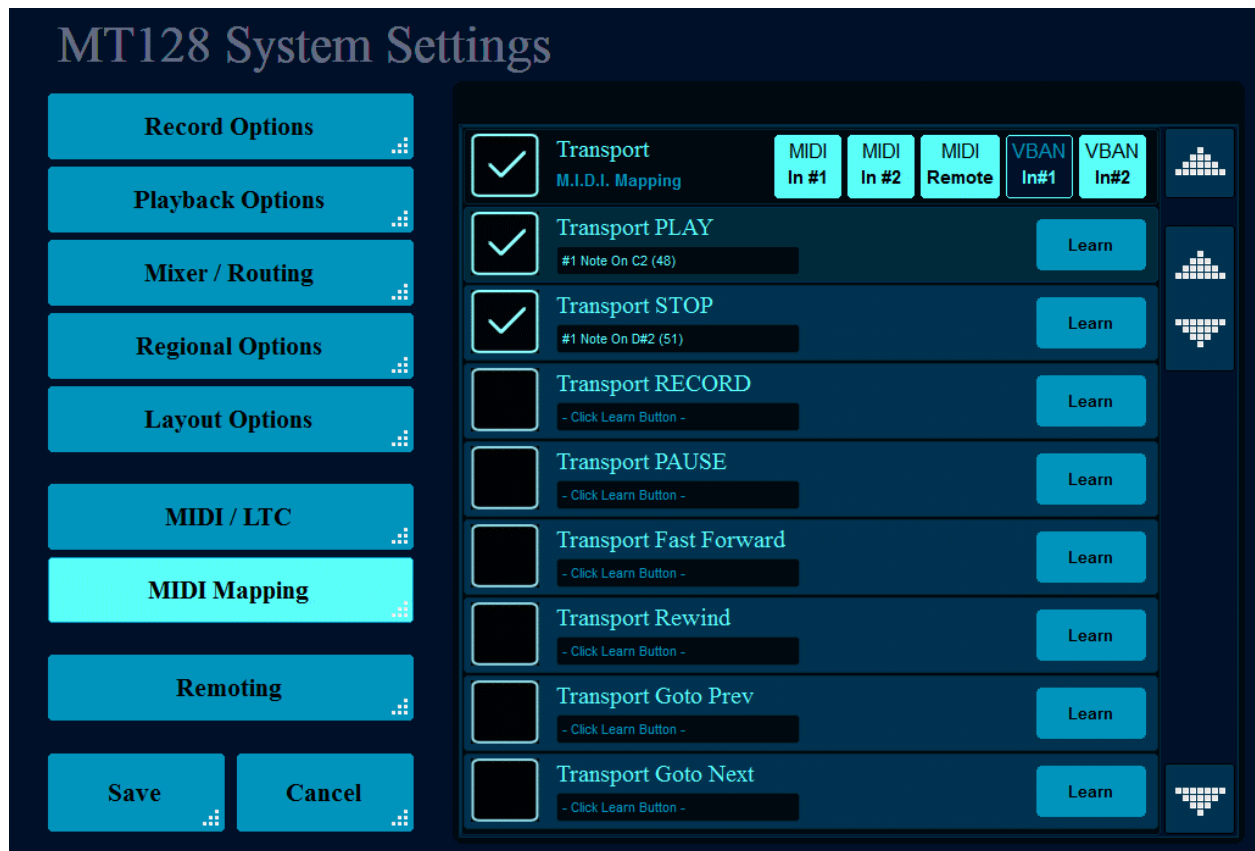 MT128 System Settings
Record Options
Playback Options
Mixer / Routing
Regional Options
Layout Options
MIDI / LTC
MIDI Mapping
Remoting
Save
Cancel
Transport
M.I.D.I. Mapping
MIDI In #1
MIDI In #2
MIDI Remote
VBAN In#1
VBAN In#2
Transport PLAY
#1 Note On C2 (48)
Learn
Transport STOP
#1 Note On D#2 (51)
Learn
Transport RECORD
- Click Learn Button -
Learn
Transport PAUSE
- Click Learn Button -
Learn
Transport Fast Forward
- Click Learn Button -
Learn
Transport Rewind
- Click Learn Button -
Learn
Transport Goto Prev
- Click Learn Button -
Learn
Transport Goto Next
- Click Learn Button -
Learn